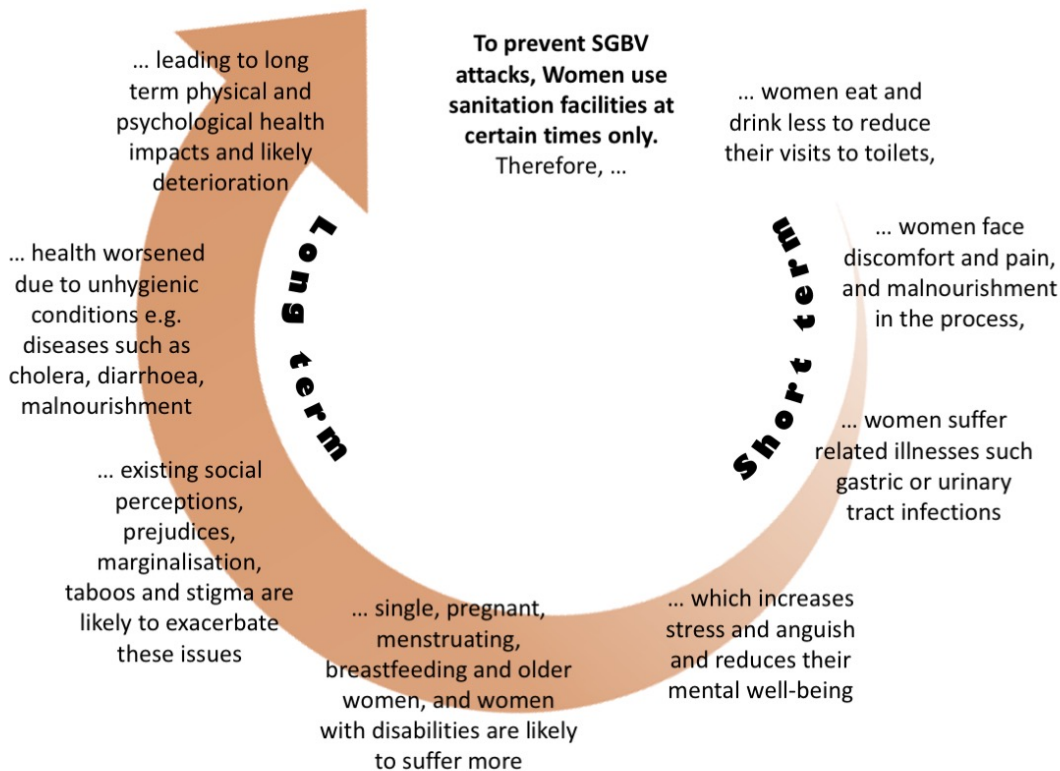 To prevent SGBV
attacks, Women use
sanitation facilities at
certain times only.
Therefore, ...
... women eat and
drink less to reduce
their visits to toilets,
... women face
discomfort and pain,
and malnourishment
in the process,
... women suffer
related illnesses such
gastric or urinary
tract infections
... which increases
stress and anguish
and reduces their
mental well-being
... single, pregnant,
menstruating,
breastfeeding and older
women, and women
with disabilities are likely
to suffer more
... existing social
perceptions,
prejudices,
marginalisation,
taboos and stigma are
likely to exacerbate
these issues
... health worsened
due to unhygienic
conditions e.g.
diseases such as
cholera, diarrhoea,
malnourishment
... leading to long
term physical and
psychological health
impacts and likely
deterioration
Short term
Long term